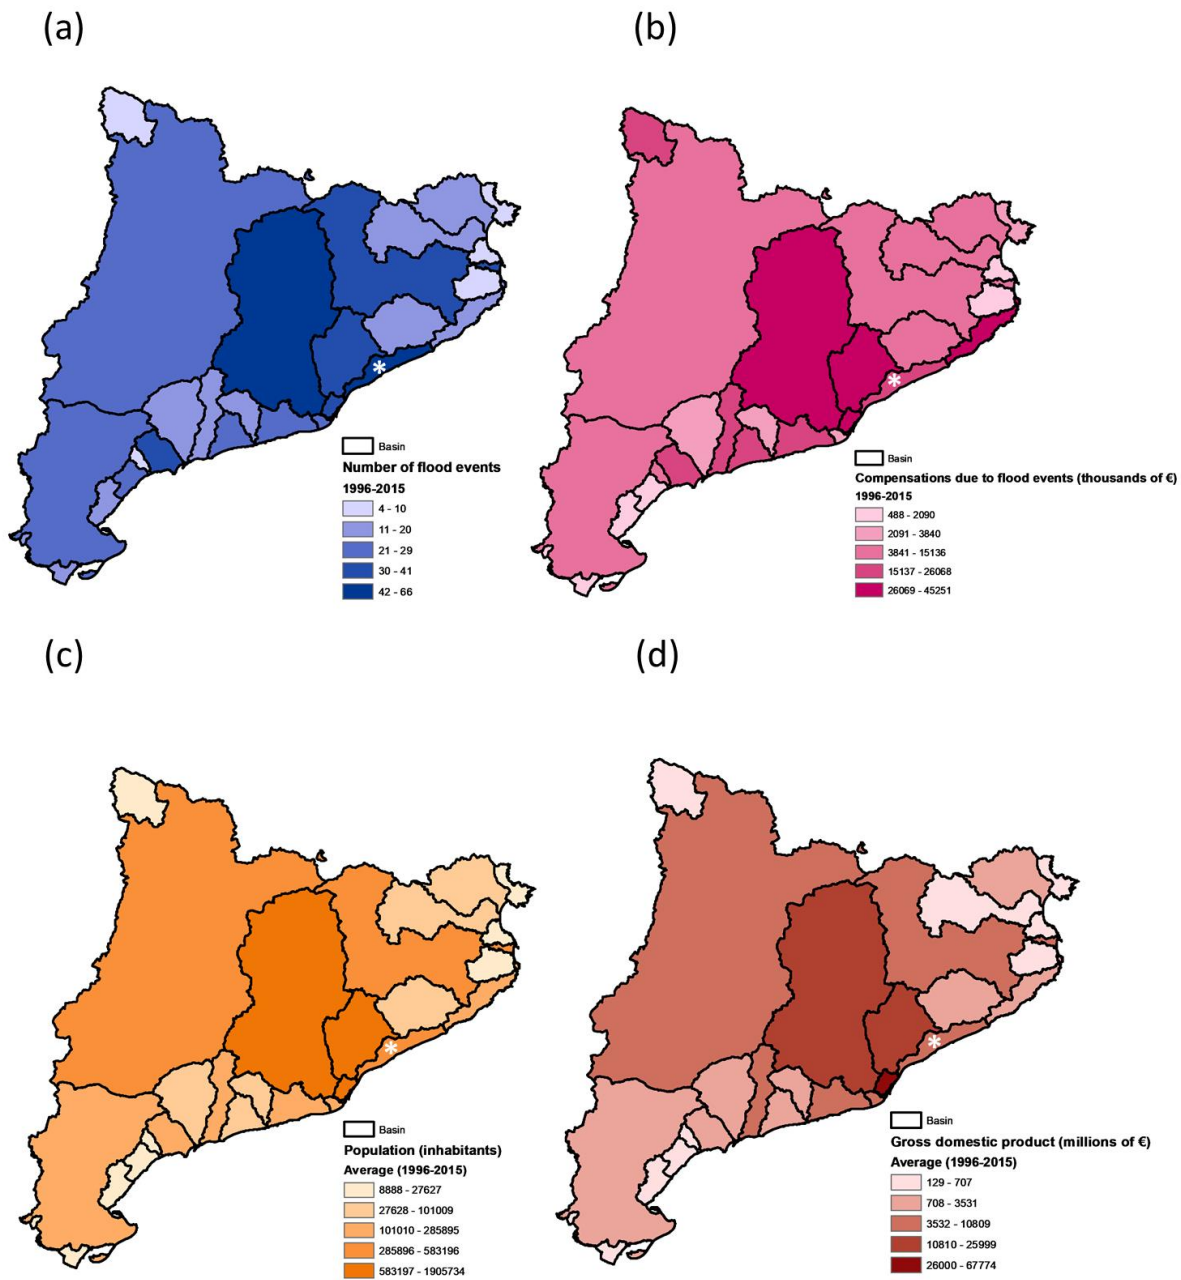 (a)
(b)
*
*
Basin
Number of flood events
1996-2015
4 - 10
11 - 20
21 - 29
30 - 41
42 - 66
Basin
Compensations due to flood events (thousands of €)
1996-2015
488 - 2090
2091 - 3840
3841 - 15136
15137 - 26068
26069 - 45251
(c)
(d)
*
*
Basin
Population (inhabitants)
Average (1996-2015)
8888 - 27627
27628 - 101009
101010 - 285895
285896 - 583196
583197 - 1905734
Basin
Gross domestic product (millions of €)
Average (1996-2015)
129 - 707
708 - 3531
3532 - 10809
10810 - 25999
26000 - 67774